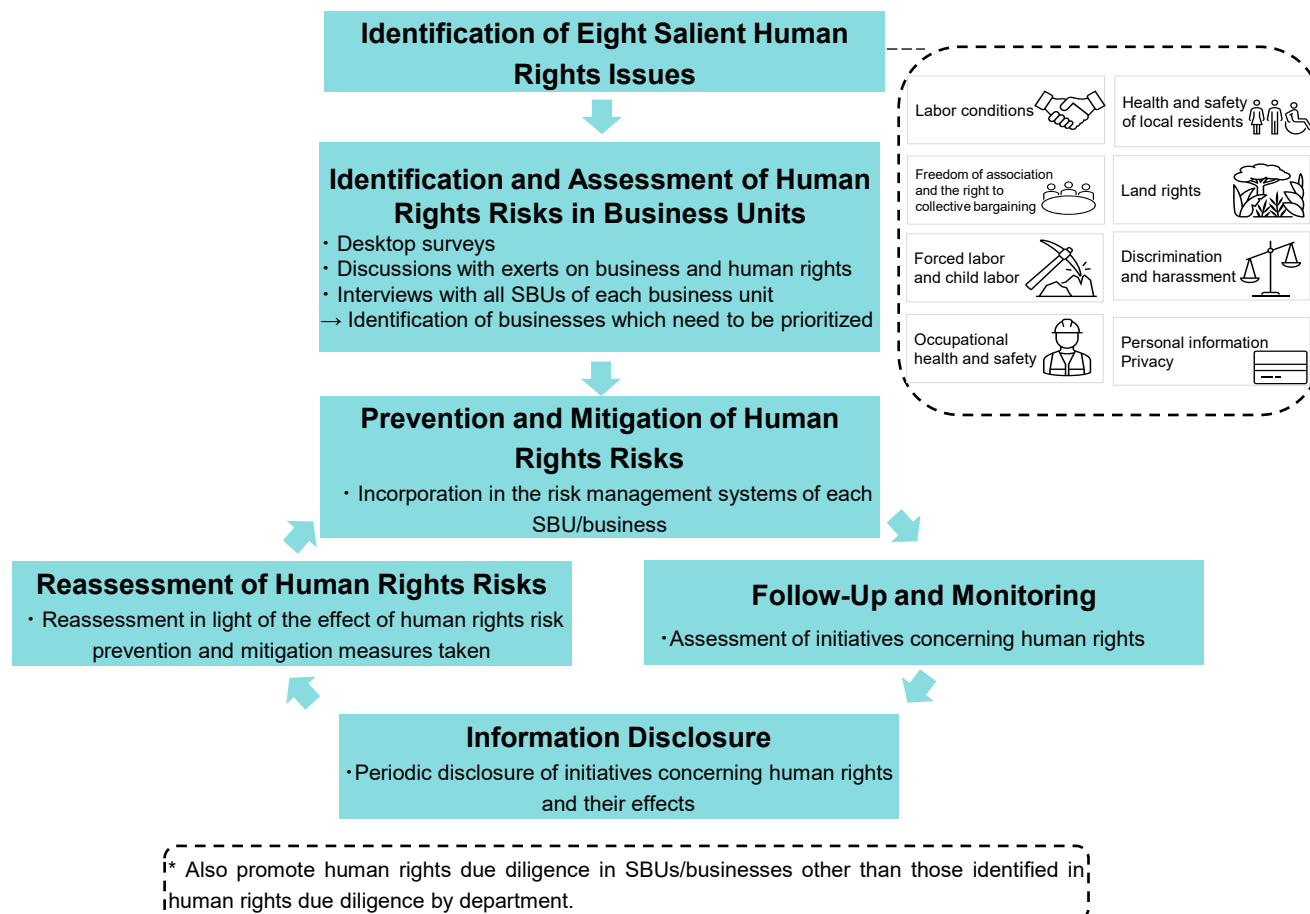 Identification of Eight Salient Human
Rights Issues
Labor conditions
Health and safety
of local residents
Freedom of association
and the right to
collective bargaining
Land rights
Forced labor
and child labor
Discrimination
and harassment
Occupational
health and safety
Personal information
Privacy
Identification and Assessment of Human
Rights Risks in Business Units
・Desktop surveys
・Discussions with exerts on business and human rights
・Interviews with all SBUs of each business unit
→ Identification of businesses which need to be prioritized
Prevention and Mitigation of Human
Rights Risks
・Incorporation in the risk management systems of each
SBU/business
Follow-Up and Monitoring
・Assessment of initiatives concerning human rights
Information Disclosure
・Periodic disclosure of initiatives concerning human rights
and their effects
Reassessment of Human Rights Risks
・Reassessment in light of the effect of human rights risk
prevention and mitigation measures taken
* Also promote human rights due diligence in SBUs/businesses other than those identified in
human rights due diligence by department.